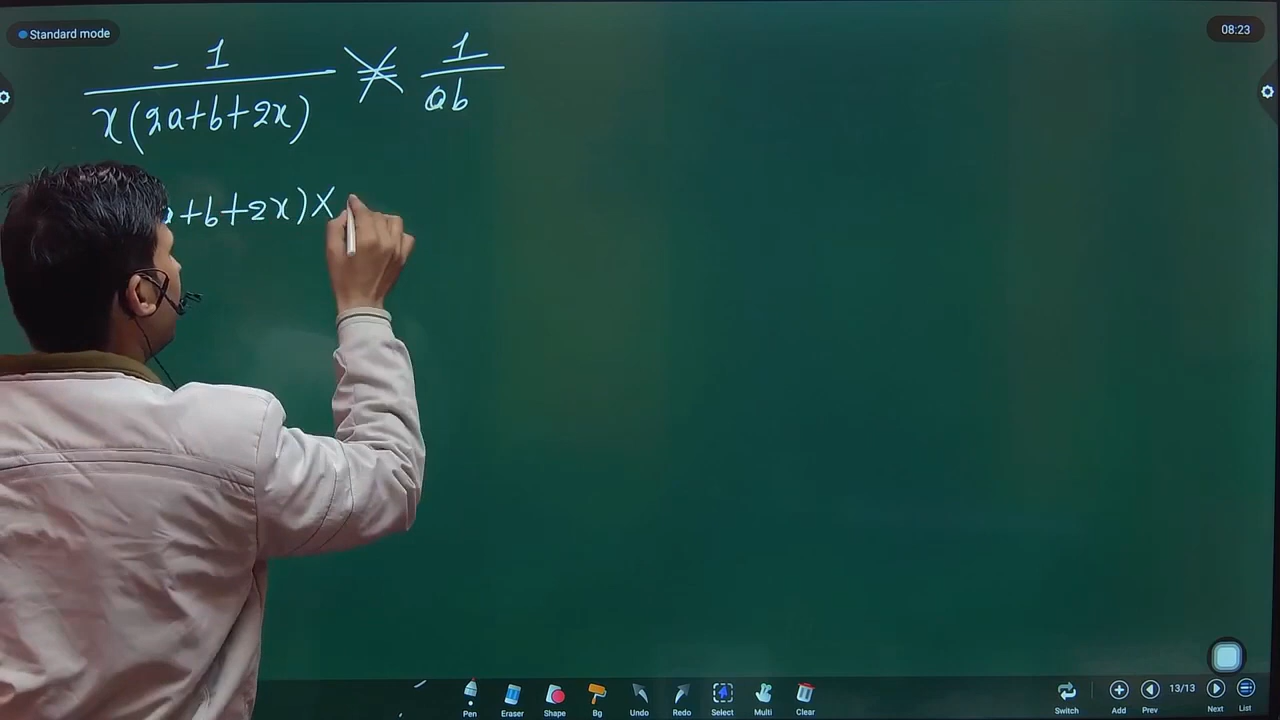 Standard mode
08:23
-1 / x(2a+b+2x) = 1 / ab
a+b+2x)×
Pen Eraser Shape Bg Undo Redo Select Multi Clear Switch Add Prev 13/13 Next List